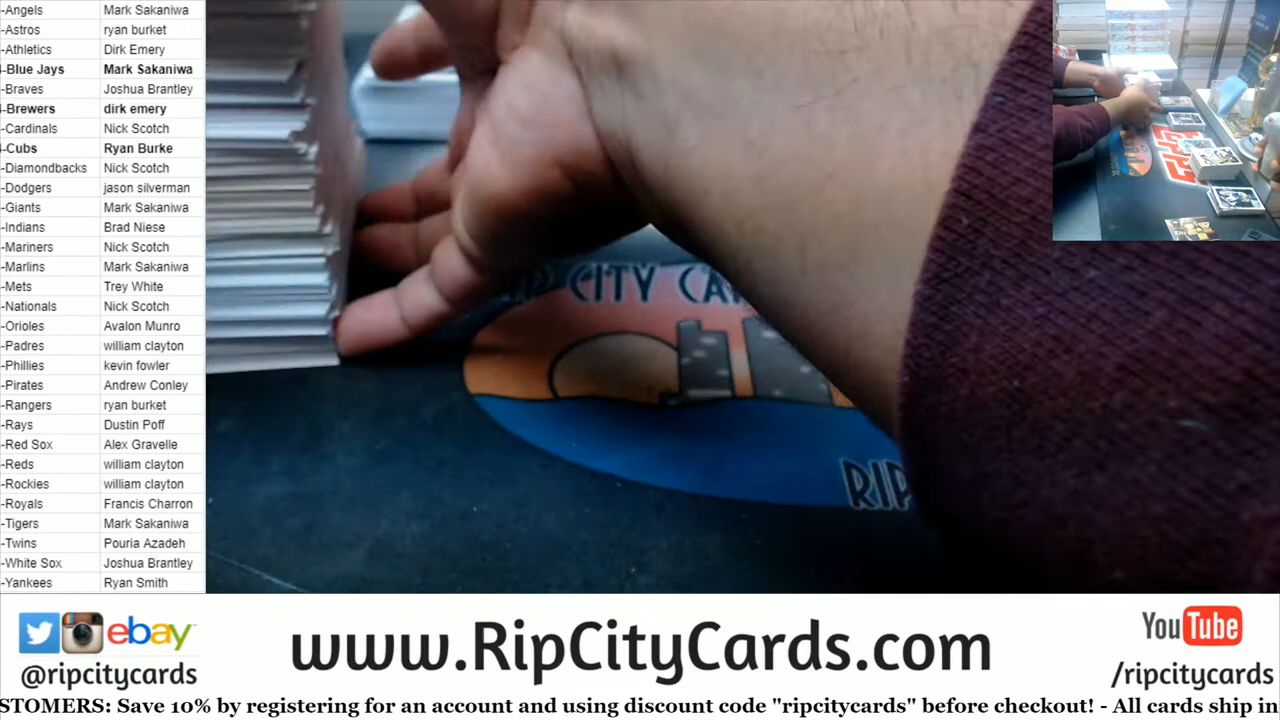 -Angels Mark Sakaniwa
-Astros ryan burket
-Athletics Dirk Emery
-Blue Jays Mark Sakaniwa
-Braves Joshua Brantley
-Brewers dirk emery
-Cardinals Nick Scotch
-Cubs Ryan Burke
-Diamondbacks Nick Scotch
-Dodgers jason silverman
-Giants Mark Sakaniwa
-Indians Brad Niese
-Mariners Nick Scotch
-Marlins Mark Sakaniwa
-Mets Trey White
-Nationals Nick Scotch
-Orioles Avalon Munro
-Padres william clayton
-Phillies kevin fowler
-Pirates Andrew Conley
-Rangers ryan burket
-Rays Dustin Poff
-Red Sox Alex Gravelle
-Reds william clayton
-Rockies william clayton
-Royals Francis Charron
-Tigers Mark Sakaniwa
-Twins Pouria Azadeh
-White Sox Joshua Brantley
-Yankees Ryan Smith
CITY CA
RIP
ebay
@ripcitycards
www.RipCityCards.com
YouTube
/ripcitycards
STOMERS: Save 10% by registering for an account and using discount code "ripcitycards" before checkout! - All cards ship in